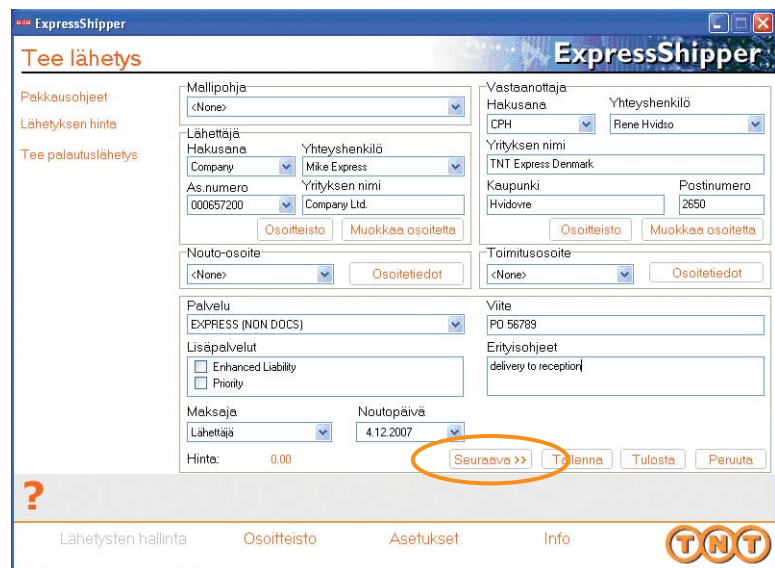 ExpressShipper
Tee lähetys
ExpressShipper
Pakkausohjeet
Lähetyksen hinta
Tee palautuslähetys
Mallipohja
<None>
Lähettäjä
Hakusana Yhteyshenkilö
Company Mike Express
As.numero Yrityksen nimi
000657200 Company Ltd.
Osoitteisto Muokkaa osoitetta
Vastaanottaja
Hakusana Yhteyshenkilö
CPH Rene Hvidso
Yrityksen nimi
TNT Express Denmark
Kaupunki Postinumero
Hvidovre 2650
Osoitteisto Muokkaa osoitetta
Nouto-osoite
<None> Osoitetiedot
Toimitusosoite
<None> Osoitetiedot
Palvelu
EXPRESS (NON DOCS)
Lisäpalvelut
Enhanced Liability
Priority
Maksaja Noutopäivä
Lähettäjä 4.12.2007
Hinta: 0.00
Viite
PO 56789
Erityisohjeet
delivery to reception
Seuraava >> Tallenna Tulosta Peruuta
?
Lähetysten hallinta Osoitteisto Asetukset Info
TNT